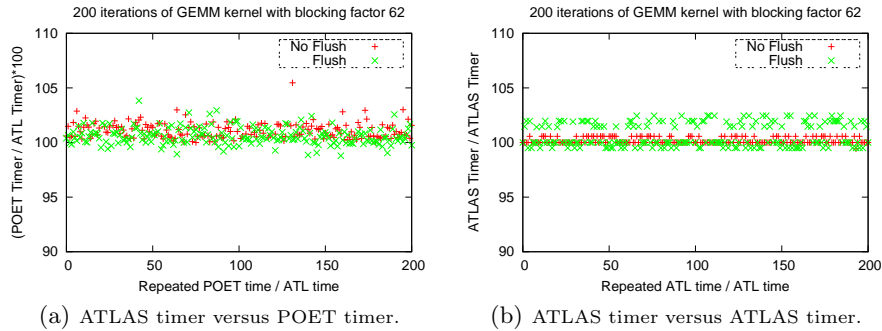 200 iterations of GEMM kernel with blocking factor 62
110
105
100
95
90
(POET Timer / ATL Timer)*100
No Flush
Flush
0
50
100
150
200
Repeated POET time / ATL time
(a) ATLAS timer versus POET timer.
200 iterations of GEMM kernel with blocking factor 62
110
105
100
95
90
ATLAS Timer / ATLAS Timer
No Flush
Flush
0
50
100
150
200
Repeated ATL time / ATL time
(b) ATLAS timer versus ATLAS timer.